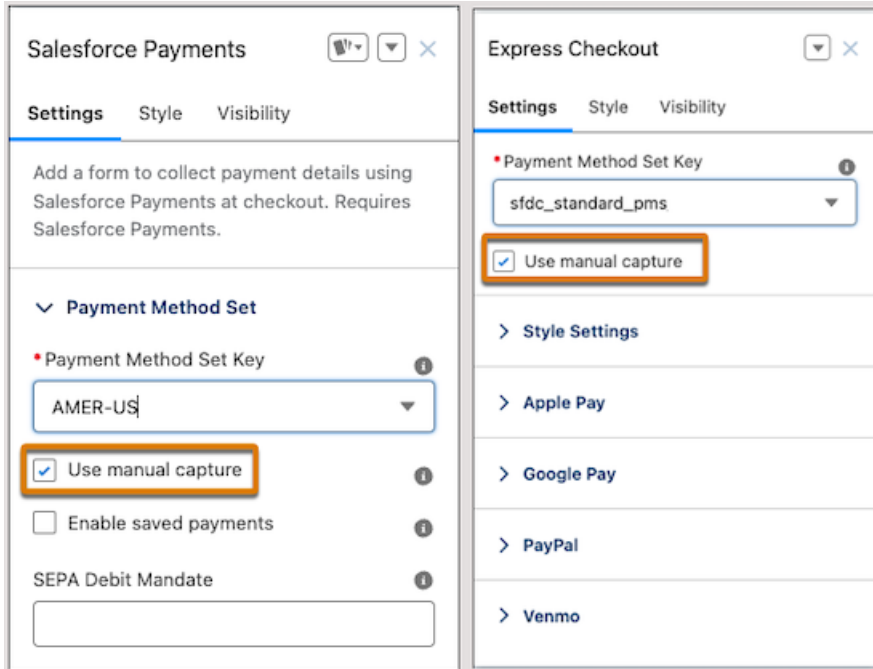 Salesforce Payments
Settings Style Visibility
Add a form to collect payment details using
Salesforce Payments at checkout. Requires
Salesforce Payments.
Payment Method Set
*Payment Method Set Key
AMER-US
Use manual capture
Enable saved payments
SEPA Debit Mandate
Express Checkout
Settings Style Visibility
*Payment Method Set Key
sfdc_standard_pms
Use manual capture
Style Settings
Apple Pay
Google Pay
PayPal
Venmo